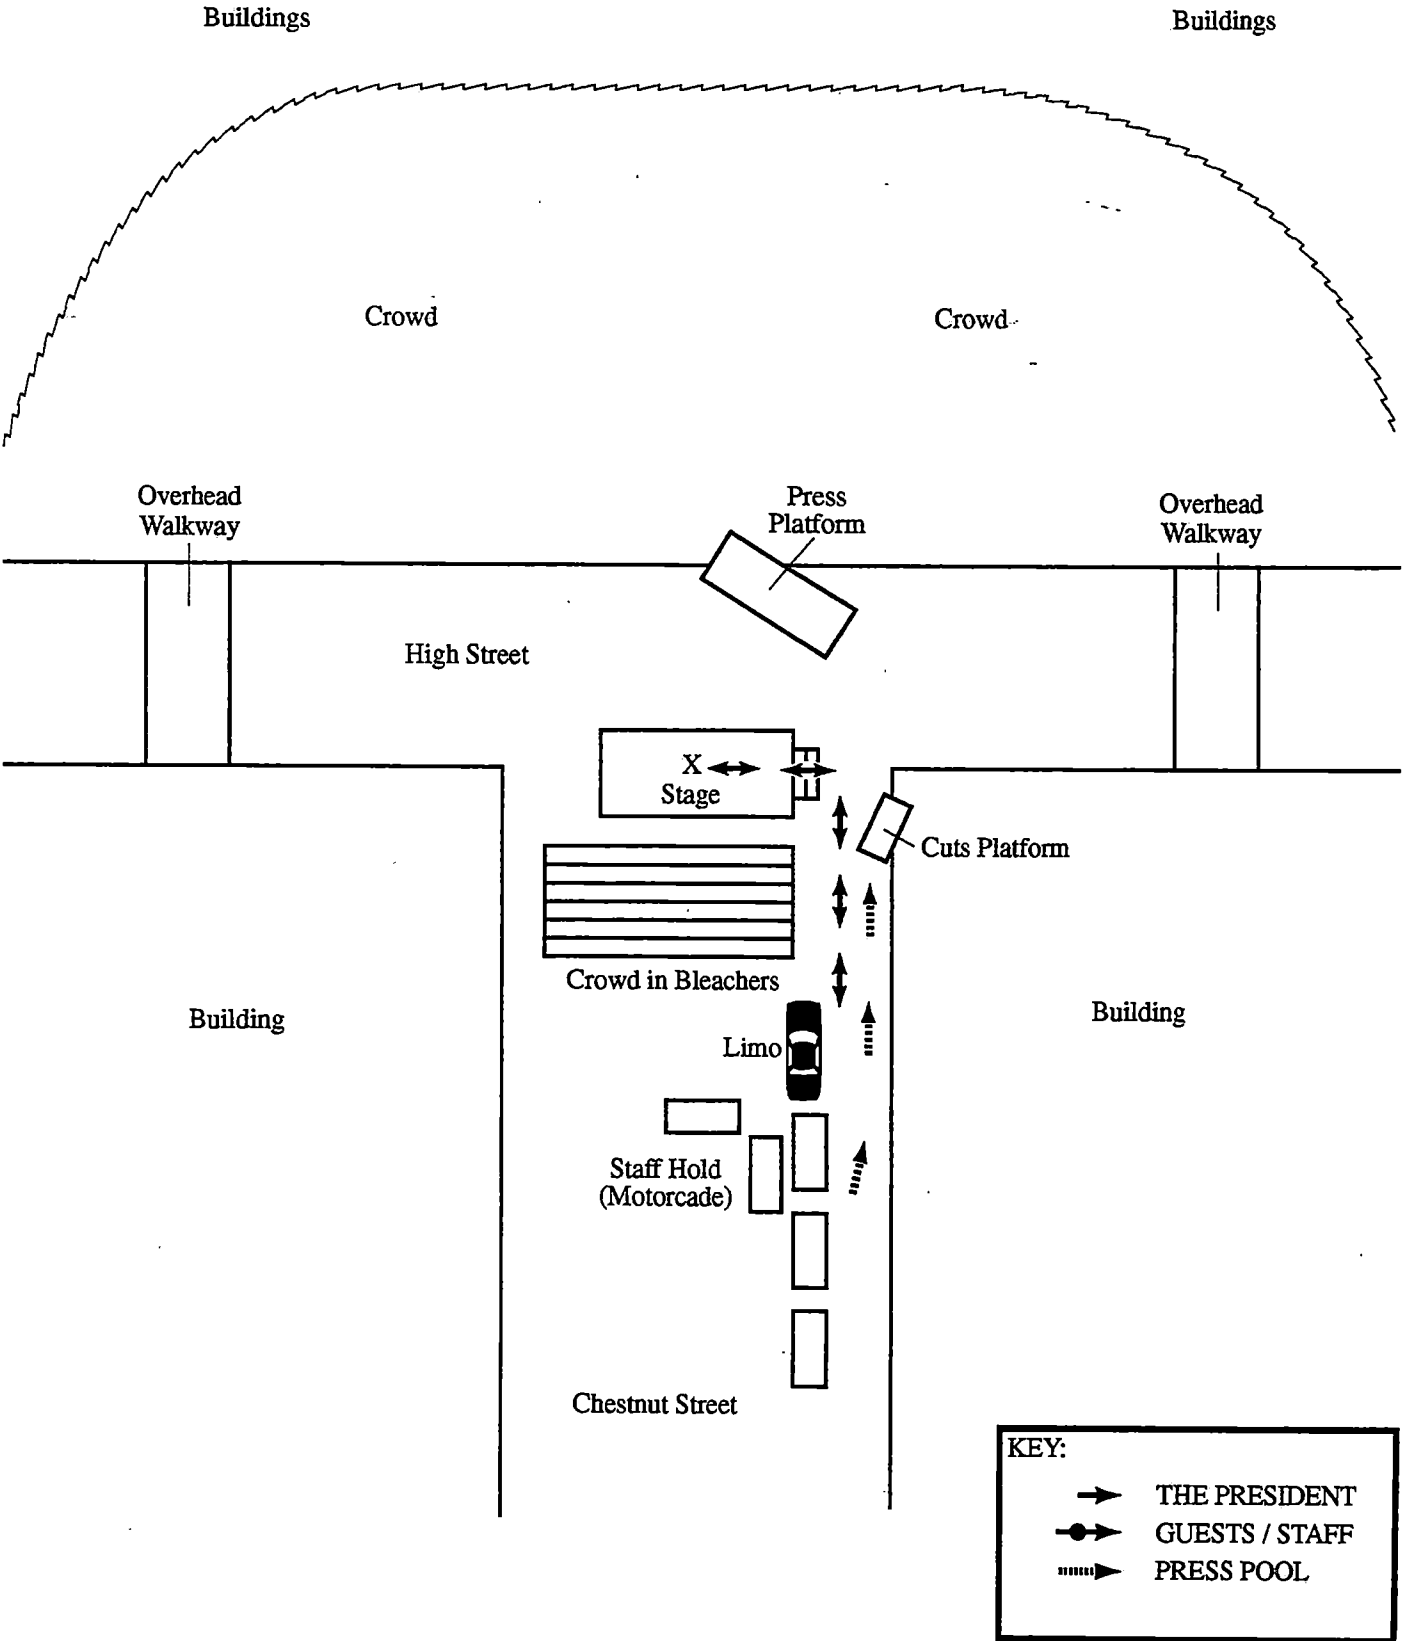 Buildings
Buildings
Crowd
Crowd
Overhead
Walkway
Press
Platform
Overhead
Walkway
High Street
X
Stage
Cuts Platform
Crowd in Bleachers
Building
Building
Limo
Staff Hold
(Motorcade)
Chestnut Street
KEY:
THE PRESIDENT
GUESTS / STAFF
PRESS POOL